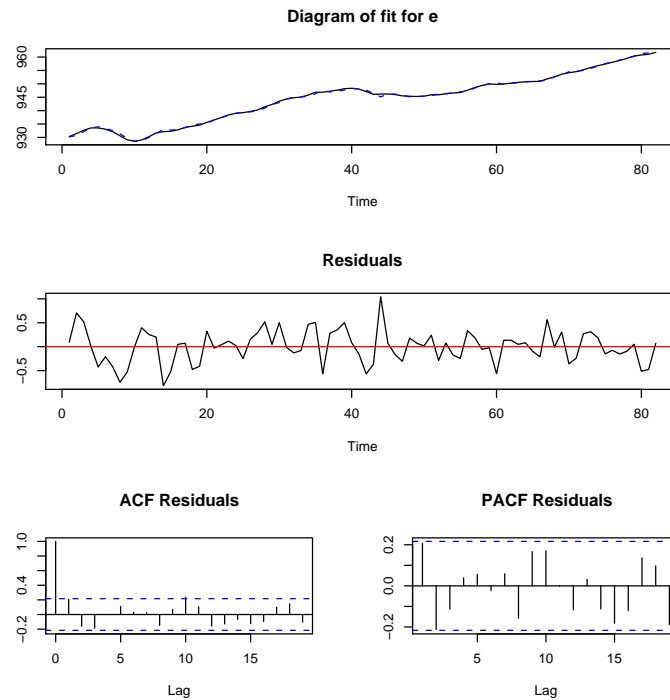 Diagram of fit for e
960
945
930
0 20 40 60 80
Time
Residuals
0.5
−0.5
0 20 40 60 80
Time
ACF Residuals
1.0
0.4
−0.2
0 5 10 15
Lag
PACF Residuals
0.2
0.0
−0.2
5 10 15
Lag